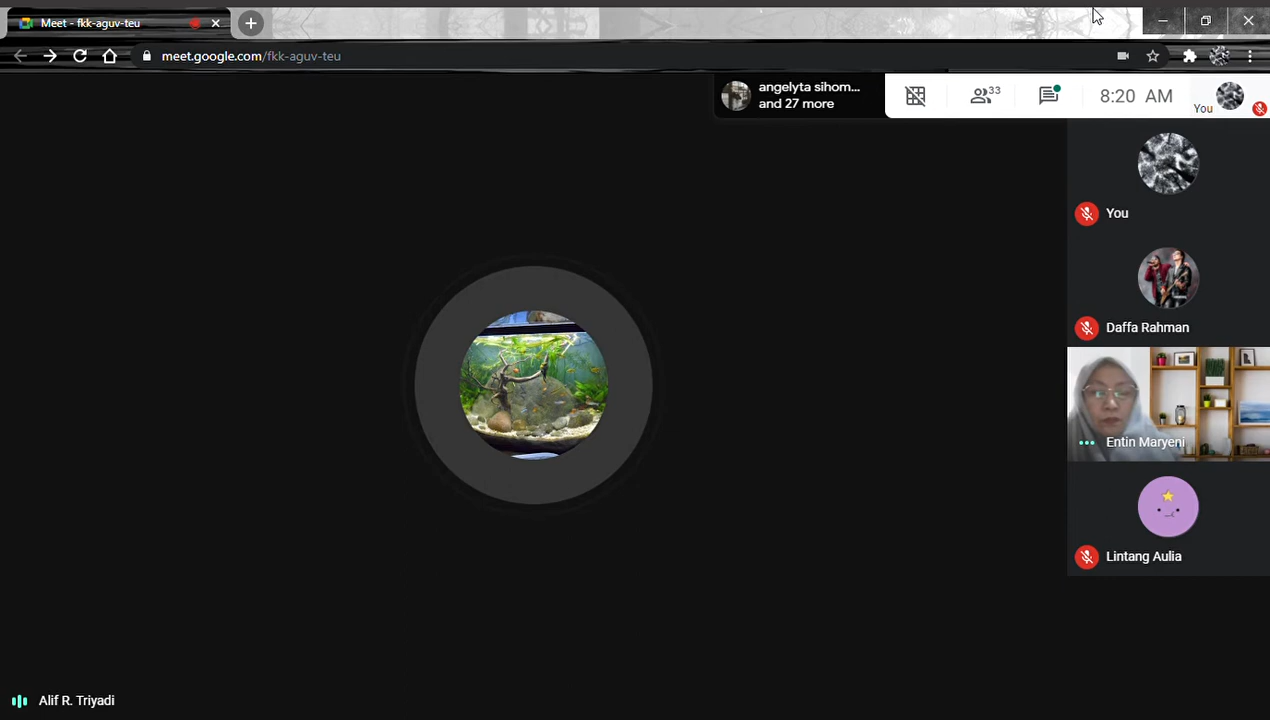 Meet - fkk-aguv-teu
meet.google.com/fkk-aguv-teu
angelyta sihom...
and 27 more
33
8:20 AM
You
You
Daffa Rahman
Entin Maryeni
Lintang Aulia
Alif R. Triyadi